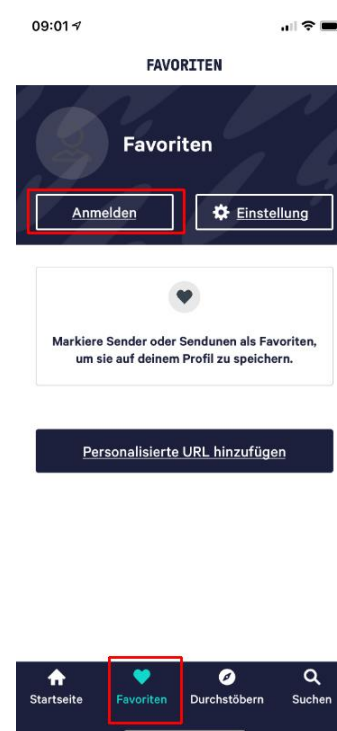 09:01
FAVORITEN
Favoriten
Anmelden
Einstellung
Markiere Sender oder Sendunen als Favoriten,
um sie auf deinem Profil zu speichern.
Personalisierte URL hinzufügen
Startseite
Favoriten
Durchstöbern
Suchen